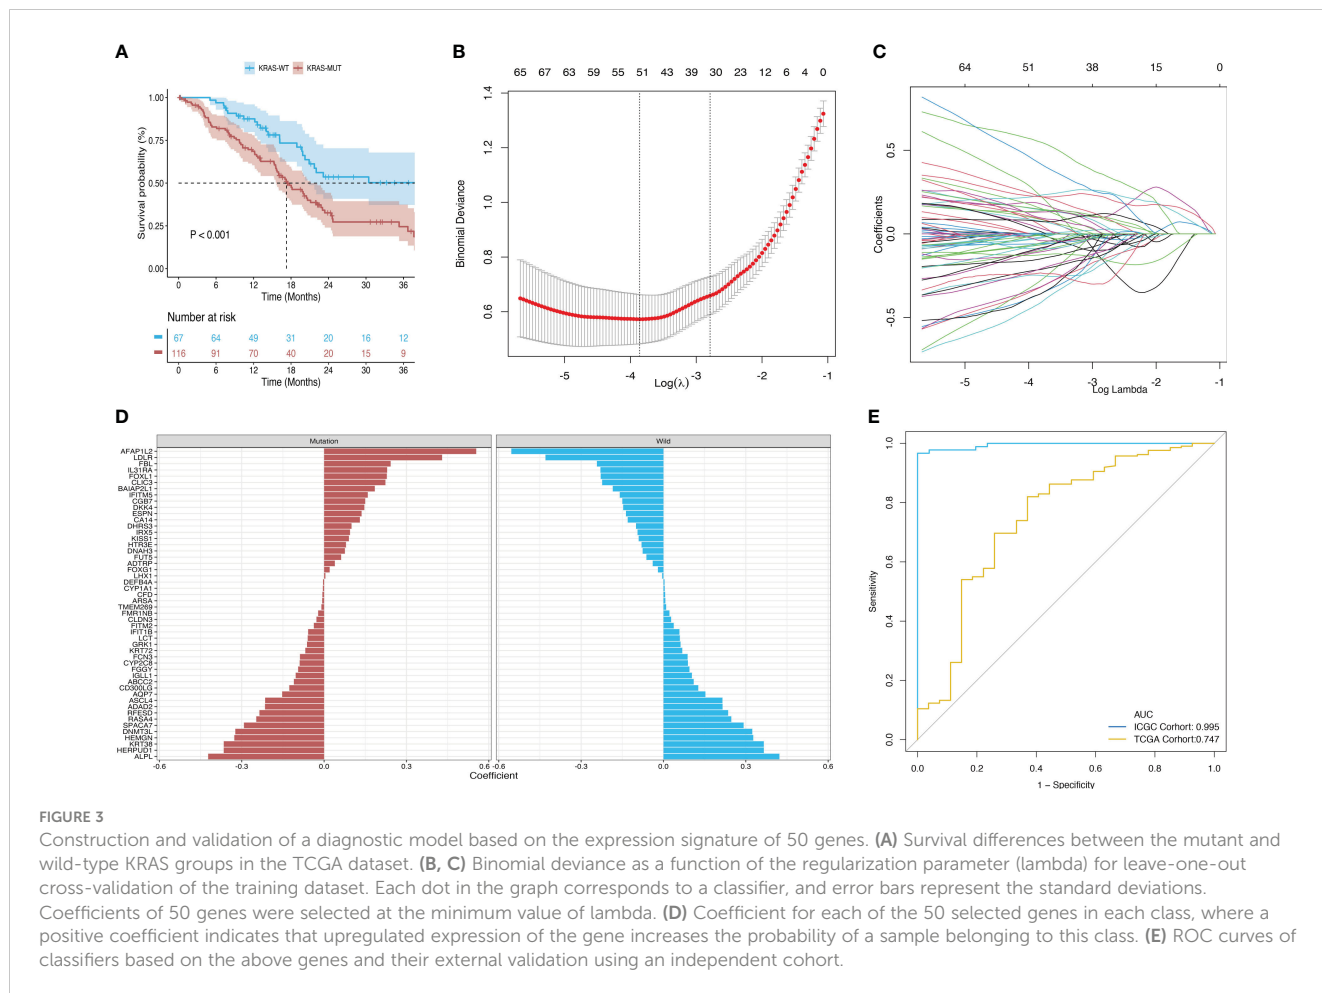 A
KRAS-WT KRAS-MUT
Survival probability (%)
1.00
0.75
0.50
0.25
0.00
P < 0.001
0 6 12 18 24 30 36
Time (Months)
Number at risk
67 64 49 31 20 16 12
116 91 70 40 20 15 9
0 6 12 18 24 30 36
Time (Months)
B
65 67 63 59 55 51 43 39 30 23 12 6 4 0
Binomial Deviance
1.4
1.2
1.0
0.8
0.6
-5 -4 -3 -2 -1
Log(λ)
C
64 51 38 15 0
Coefficients
0.5
0.0
-0.5
-5 -4 -3 -2 -1
Log Lambda
D
Mutation Wild
AFAP1L2
LDLR
FBL
IL31RA
FOXL1
CLIC3
BAIAP2L1
IFITM5
CGB7
DKK4
ESPN
CA14
DHRS3
IRX5
KISS1
HTR3E
DNAH3
FUT5
ADTRP
FOXG1
LHX1
DEFB4A
CYP1A1
CFD
ARSA
TMEM269
FMR1NB
CLDN3
FITM2
IFIT1B
LCT
GRK1
KRT72
FCN3
CYP2C8
FGGY
IGLL1
ABCC2
CD300LG
AQP7
ASCL4
ADAD2
RFESD
RASA4
SPACA7
DNMT3L
HEMGN
KRT38
HERPUD1
ALPL
-0.6 -0.3 0.0 0.3 0.6 -0.6 -0.3 0.0 0.3 0.6
Coefficient
E
Sensitivity
1.0
0.8
0.6
0.4
0.2
0.0
AUC
ICGC Cohort: 0.995
TCGA Cohort:0.747
0.0 0.2 0.4 0.6 0.8 1.0
1 − Specificity
FIGURE 3
Construction and validation of a diagnostic model based on the expression signature of 50 genes. (A) Survival differences between the mutant and
wild-type KRAS groups in the TCGA dataset. (B, C) Binomial deviance as a function of the regularization parameter (lambda) for leave-one-out
cross-validation of the training dataset. Each dot in the graph corresponds to a classifier, and error bars represent the standard deviations.
Coefficients of 50 genes were selected at the minimum value of lambda. (D) Coefficient for each of the 50 selected genes in each class, where a
positive coefficient indicates that upregulated expression of the gene increases the probability of a sample belonging to this class. (E) ROC curves of
classifiers based on the above genes and their external validation using an independent cohort.